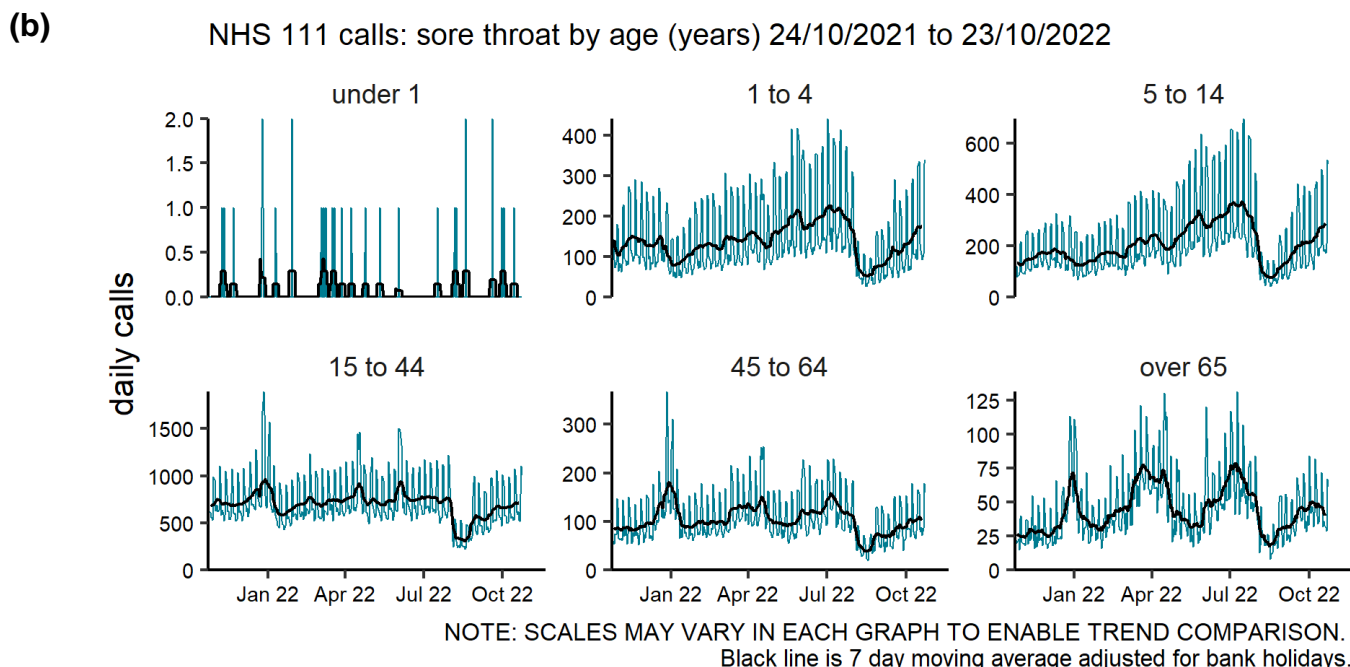 (b)
NHS 111 calls: sore throat by age (years) 24/10/2021 to 23/10/2022
under 1
1 to 4
5 to 14
2.0
1.5
1.0
0.5
0.0
400
300
200
100
0
600
400
200
0
daily calls
15 to 44
45 to 64
over 65
1500
1000
500
0
300
200
100
0
125
100
75
50
25
0
Jan 22 Apr 22 Jul 22 Oct 22
Jan 22 Apr 22 Jul 22 Oct 22
Jan 22 Apr 22 Jul 22 Oct 22
NOTE: SCALES MAY VARY IN EACH GRAPH TO ENABLE TREND COMPARISON.
Black line is 7 day moving average adjusted for bank holidays.